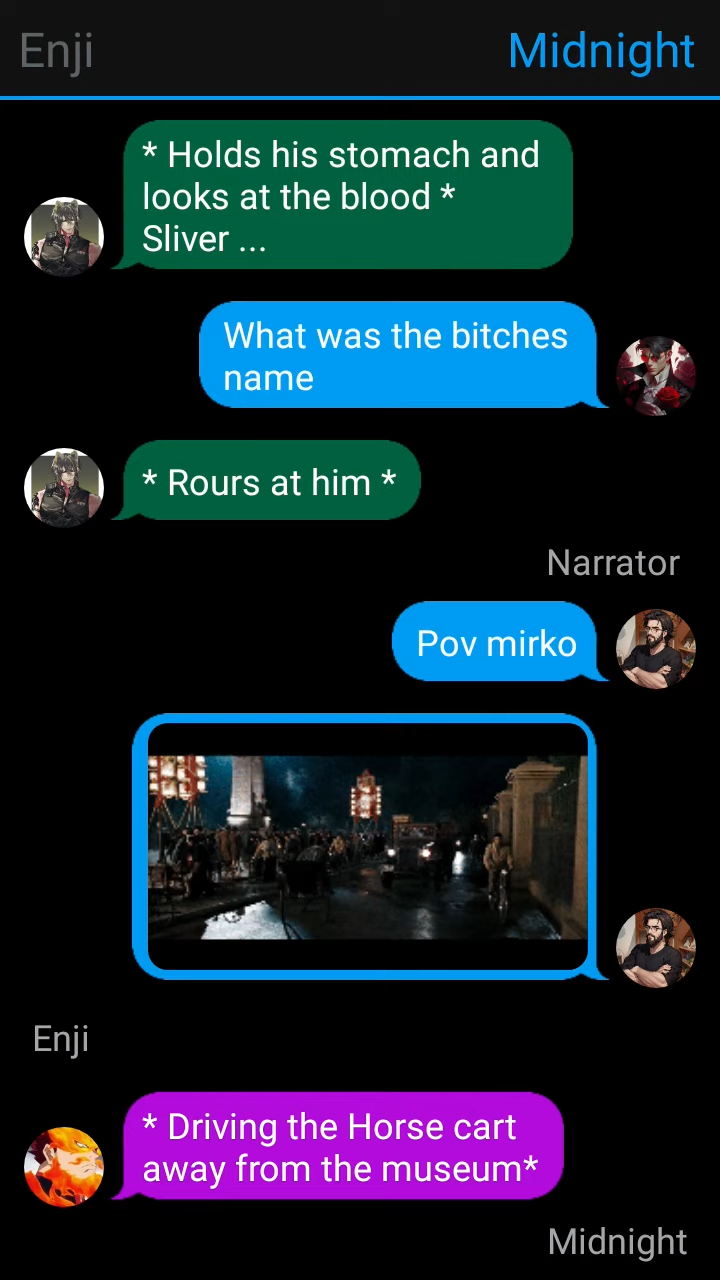 Enji
Midnight
* Holds his stomach and
looks at the blood *
Sliver ...
What was the bitches
name
* Rours at him *
Narrator
Pov mirko
Enji
* Driving the Horse cart
away from the museum*
Midnight